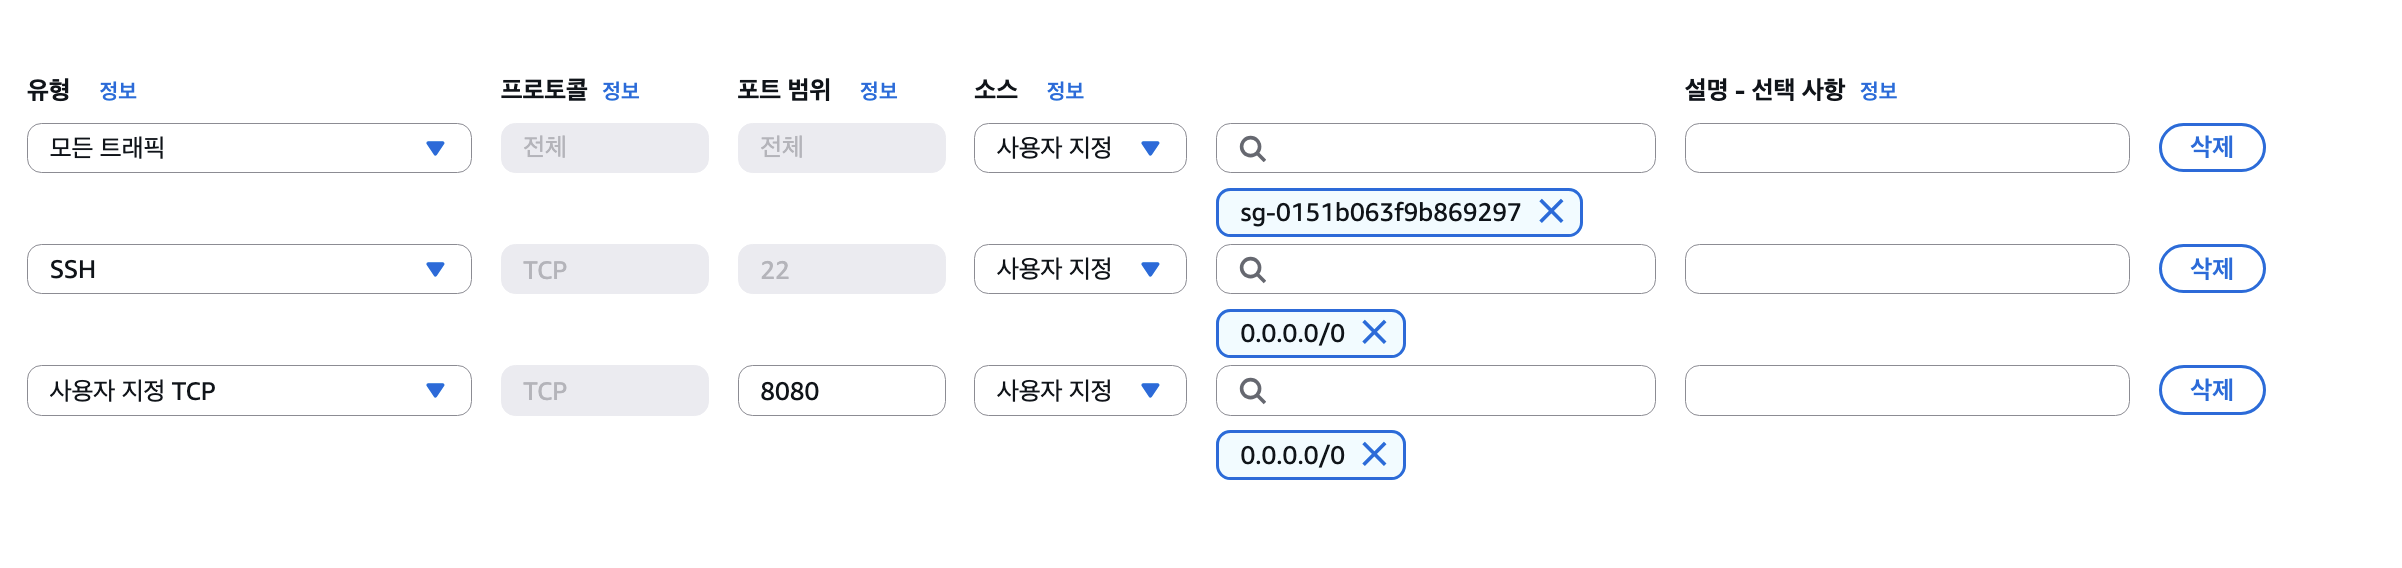 유형 정보 프로토콜 정보 포트 범위 정보 소스 정보 설명 - 선택 사항 정보
모든 트래픽 전체 전체 사용자 지정 삭제
sg-0151b063f9b869297
SSH TCP 22 사용자 지정 삭제
0.0.0.0/0
사용자 지정 TCP TCP 8080 사용자 지정 삭제
0.0.0.0/0